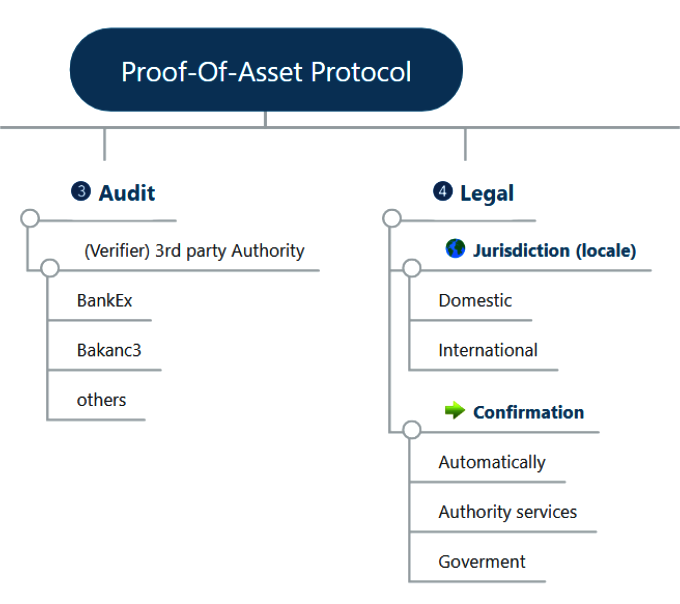 Proof-Of-Asset Protocol
3 Audit
(Verifier) 3rd party Authority
BankEx
Bakanc3
others
4 Legal
Jurisdiction (locale)
Domestic
International
Confirmation
Automatically
Authority services
Goverment